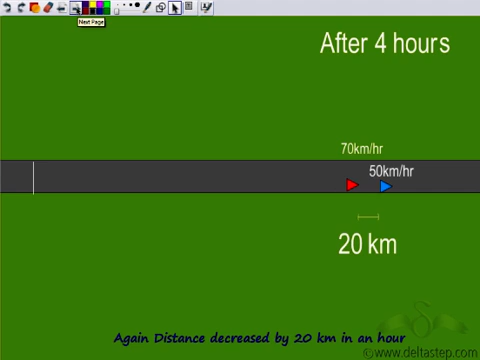 Next Page
After 4 hours
70km/hr
50km/hr
20 km
Again Distance decreased by 20 km in an hour
©www.deltastep.com